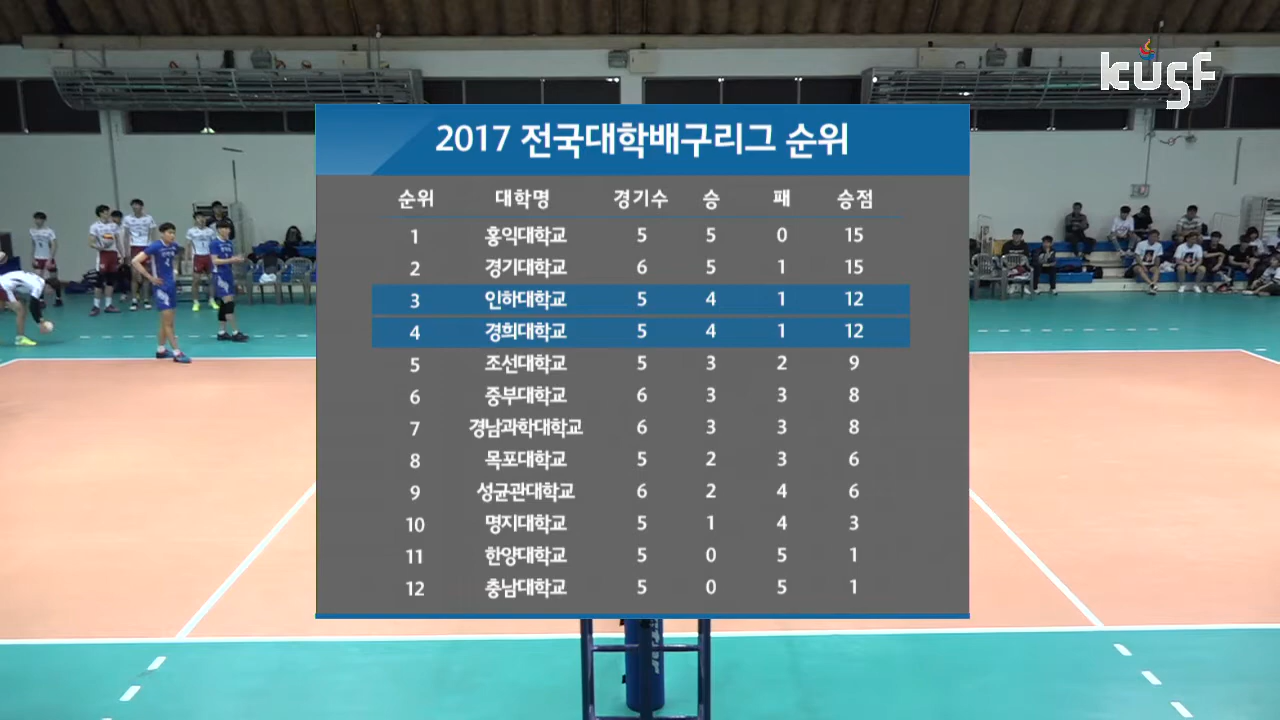 kusf
2017 전국대학배구리그 순위
순위 대학명 경기수 승 패 승점
1 홍익대학교 5 5 0 15
2 경기대학교 6 5 1 15
3 인하대학교 5 4 1 12
4 경희대학교 5 4 1 12
5 조선대학교 5 3 2 9
6 중부대학교 6 3 3 8
7 경남과학대학교 6 3 3 8
8 목포대학교 5 2 3 6
9 성균관대학교 6 2 4 6
10 명지대학교 5 1 4 3
11 한양대학교 5 0 5 1
12 충남대학교 5 0 5 1